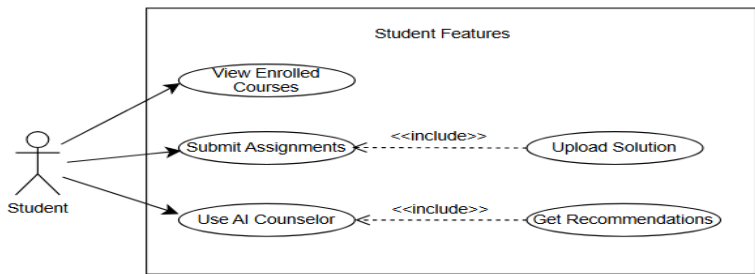 Student Features
View Enrolled
Courses
Submit Assignments
<<include>>
Upload Solution
Student
Use AI Counselor
<<include>>
Get Recommendations